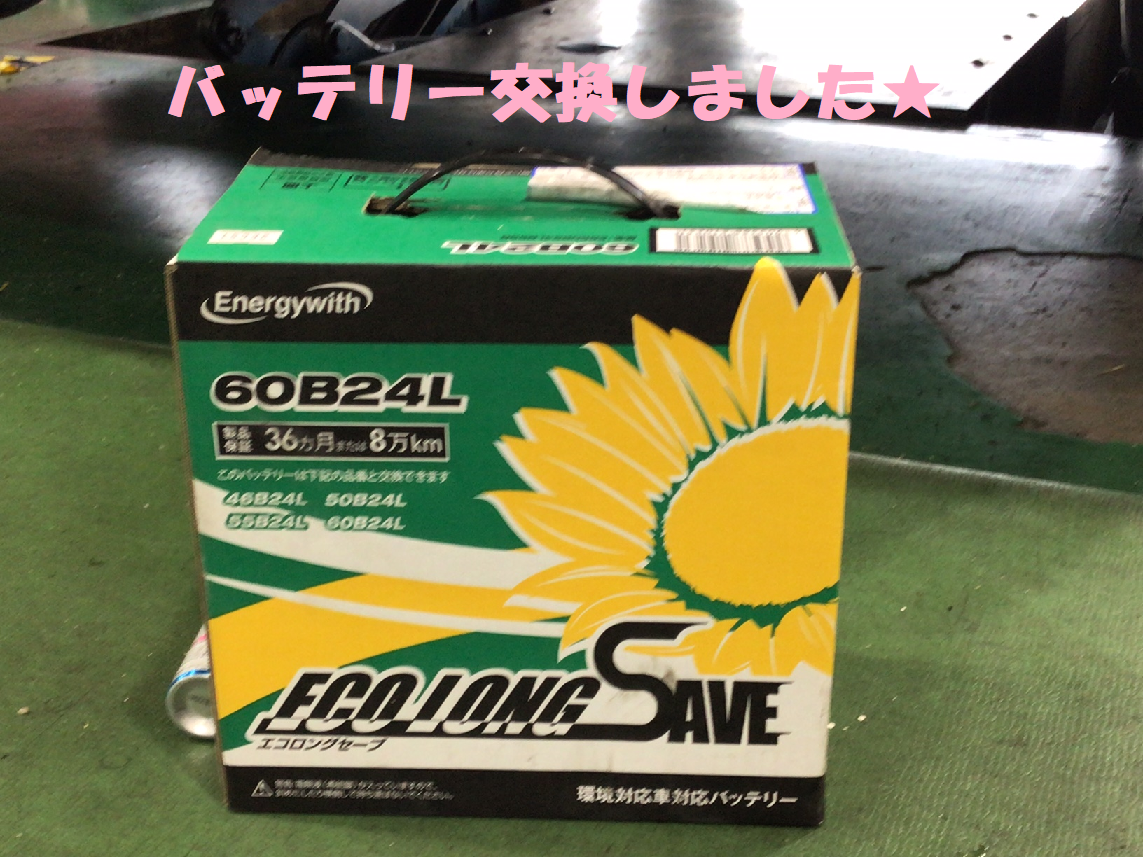 バッテリー交換しました★
60B24L
Energywith
60B24L
製品保証 36カ月または8万km
このバッテリーは下記の品番と交換できます
46B24L 50B24L
55B24L 60B24L
ECO LONG SAVE
エコロングセーブ
環境対応車対応バッテリー